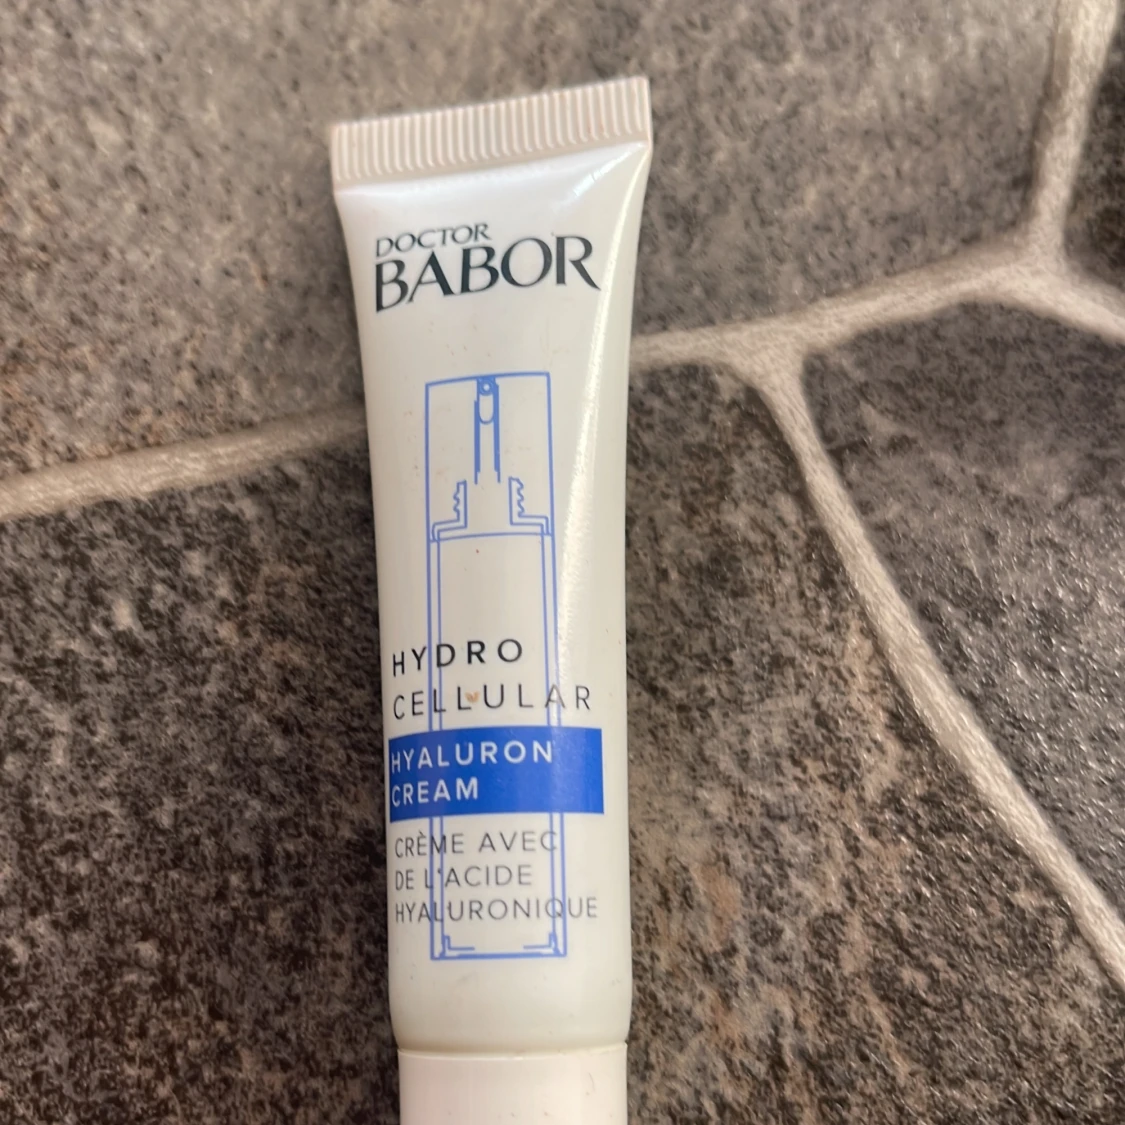 DOCTOR
BABOR
HYDRO
CELLULAR
HYALURON
CREAM
CRÈME AVEC
DE L'ACIDE
HYALURONIQUE